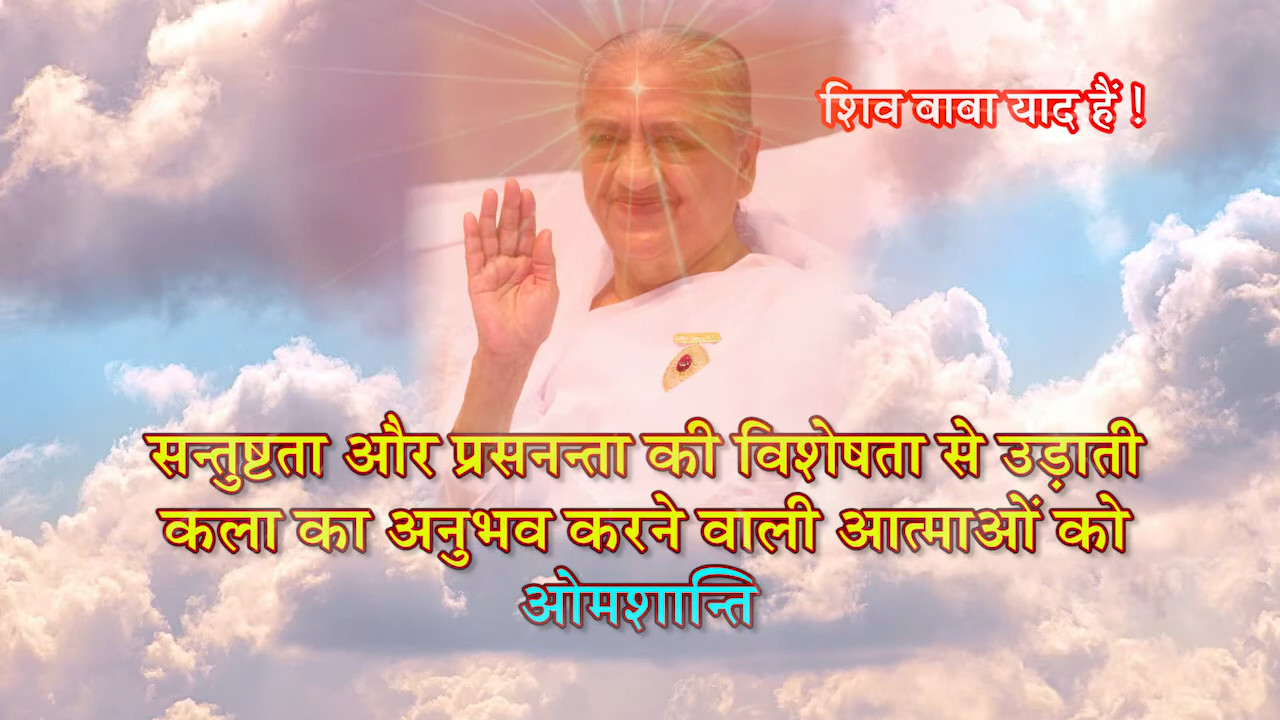 शिव बाबा याद हैं !
सन्तुष्टता और प्रसनन्ता की विशेषता से उड़ाती
कला का अनुभव करने वाली आत्माओं को
ओमशान्ति